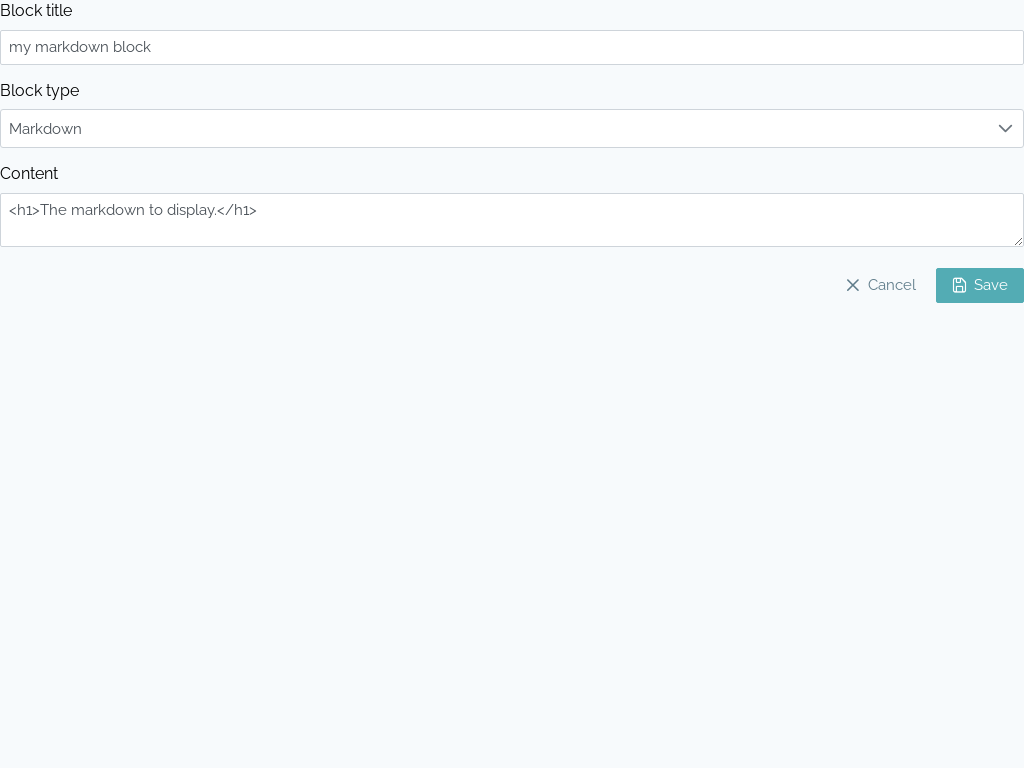 Block title
my markdown block
Block type
Markdown
Content
<h1>The markdown to display.</h1>
Cancel Save